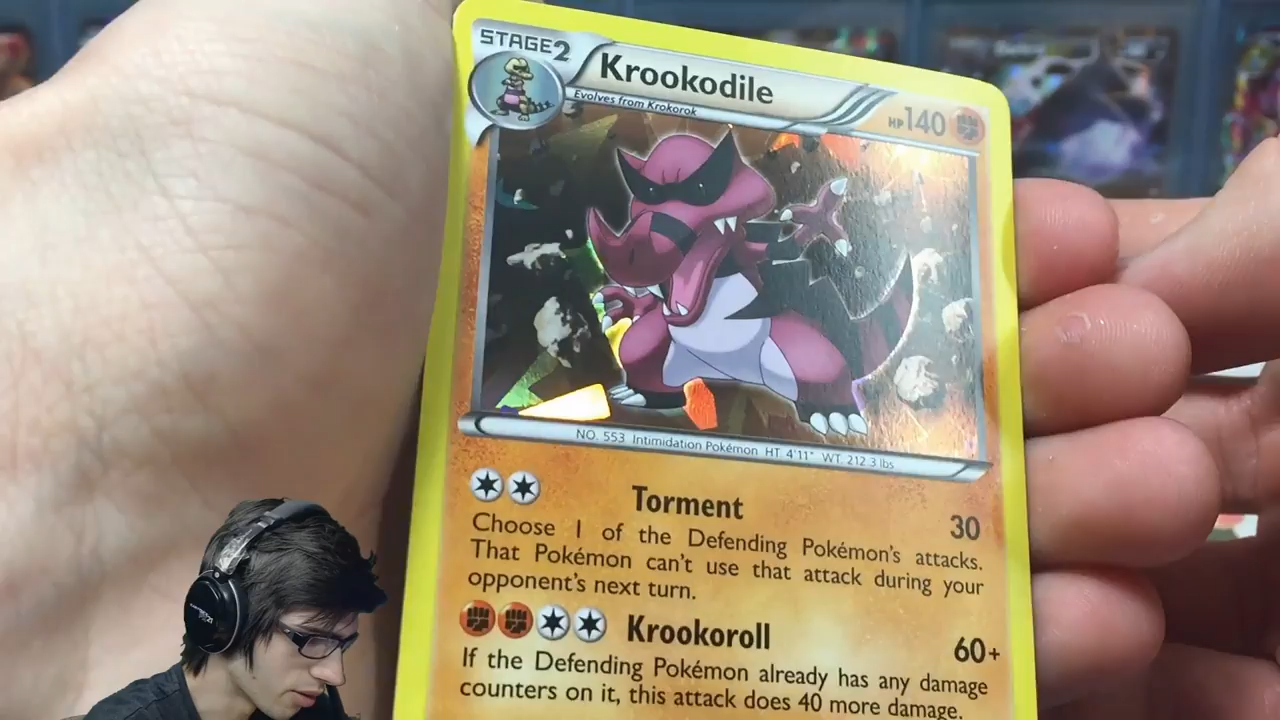 STAGE2
Krookodile
Evolves from Krokorok
HP140
NO. 553 Intimidation Pokémon HT. 4'11" WT. 212.3 lbs
Torment 30
Choose 1 of the Defending Pokémon's attacks.
That Pokémon can't use that attack during your
opponent's next turn.
Krookoroll 60+
If the Defending Pokémon already has any damage
counters on it, this attack does 40 more damage.